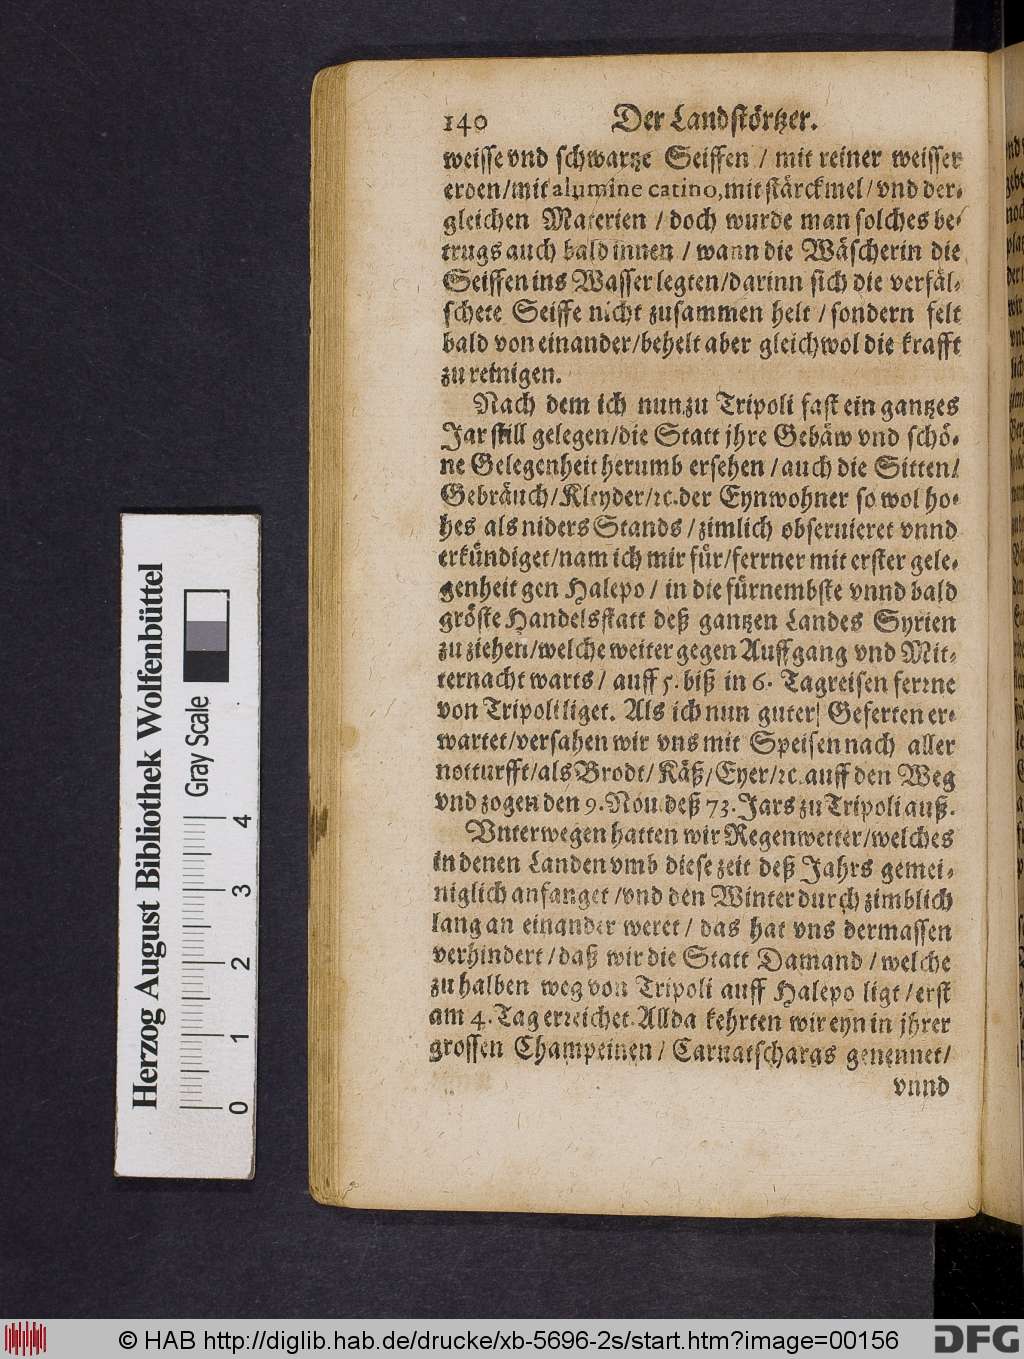 140 Der Landstörtzer.
weisse vnd schwartze Seiffen / mit reiner weisser
erden/mit alumine catino, mit stärckmel/ vnd der-
gleichen Materien / doch wurde man solches be-
trugs auch bald innen / wann die Wäscherin die
Seiffen ins Wasser legten/darinn sich die verfäl-
schete Seiffe nicht zusammen helt / sondern felt
bald von einander/behelt aber gleichwol die krafft
zu reinigen.
Nach dem ich nun zu Tripoli fast ein gantzes
Jar still gelegen/die Statt jhre Gebäw vnd schö-
ne Gelegenheit herumb ersehen / auch die Sitten/
Gebräuch/Kleyder/ꝛc. der Eynwohner so wol ho-
hes als niders Stands / zimlich obseruieret vnnd
erkündiget/nam ich mir für/ferrner mit erster gele-
genheit gen Halepo / in die fürnembste vnnd bald
gröste Handelsstatt deß gantzen Landes Syrien
zu ziehen/welche weiter gegen Auffgang vnd Mit-
ternacht warts / auff 5. biß in 6. Tagreisen ferrne
von Tripoli liget. Als ich nun guter Geferten er-
wartet/versahen wir vns mit Speisen nach aller
notturfft/als Brodt/ Käß/ Eyer/ꝛc. auff den Weg
vnd zogen den 9. Nou. deß 73. Jars zu Tripoli auß.
Vnterwegen hatten wir Regenwetter/welches
in denen Landen vmb diese zeit deß Jahrs gemei-
niglich anfanget /vnd den Winter durch zimblich
lang an einander weret / das hat vns dermassen
verhindert / daß wir die Statt Damand / welche
zu halben weg von Tripoli auff Halepo ligt / erst
am 4. Tag erreichet. Allda kehrten wir eyn in jhrer
grossen Champeinen / Carnatscharas genennet/
vnnd
Herzog August Bibliothek Wolfenbüttel
Gray Scale
0 1 2 3 4
© HAB http://diglib.hab.de/drucke/xb-5696-2s/start.htm?image=00156
DFG